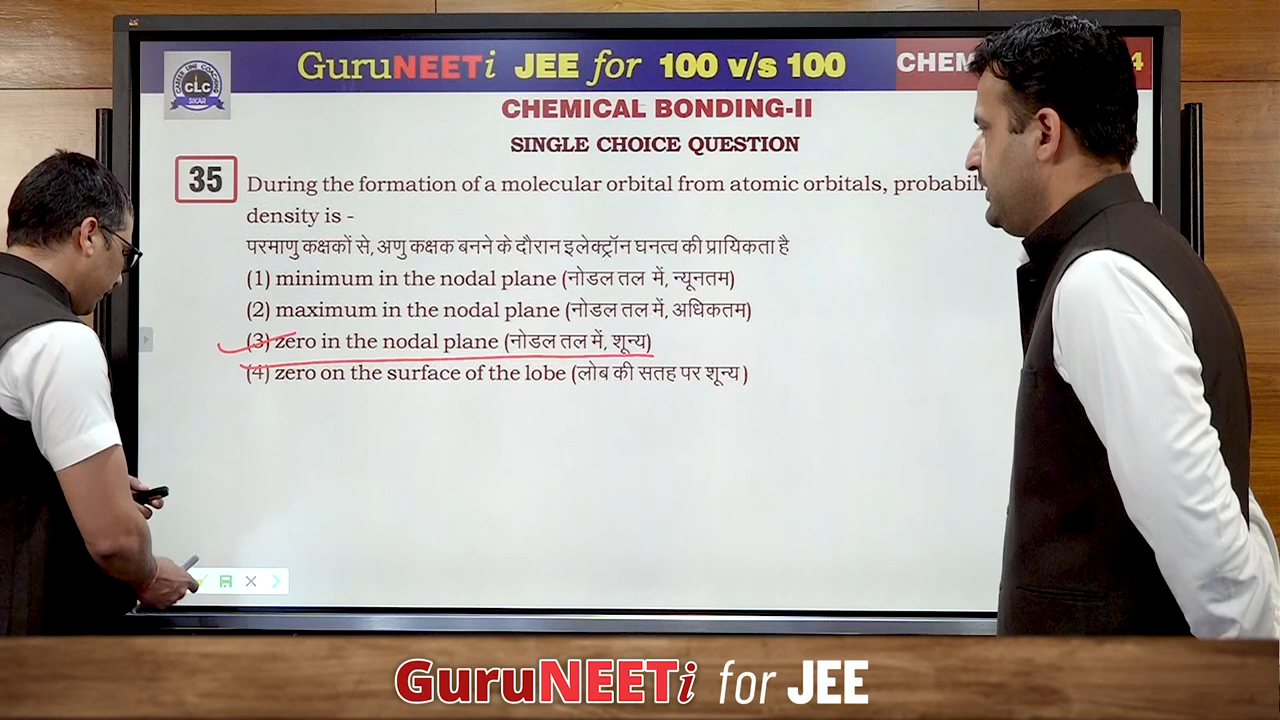 GuruNEETi JEE for 100 v/s 100
CHEM
4
CLC
SIKAR
CHEMICAL BONDING-II
SINGLE CHOICE QUESTION
35
During the formation of a molecular orbital from atomic orbitals,
density is -
परमाणु कक्षकों से, अणु कक्षक बनने के दौरान इलेक्ट्रॉन घनत्व की प्रायिकता है
(1) minimum in the nodal plane (नोडल तल में, न्यूनतम)
(2) maximum in the nodal plane (नोडल तल में, अधिकतम)
(3) zero in the nodal plane (नोडल तल में, शून्य)
(4) zero on the surface of the lobe (लोब की सतह पर शून्य)
GuruNEETi for JEE